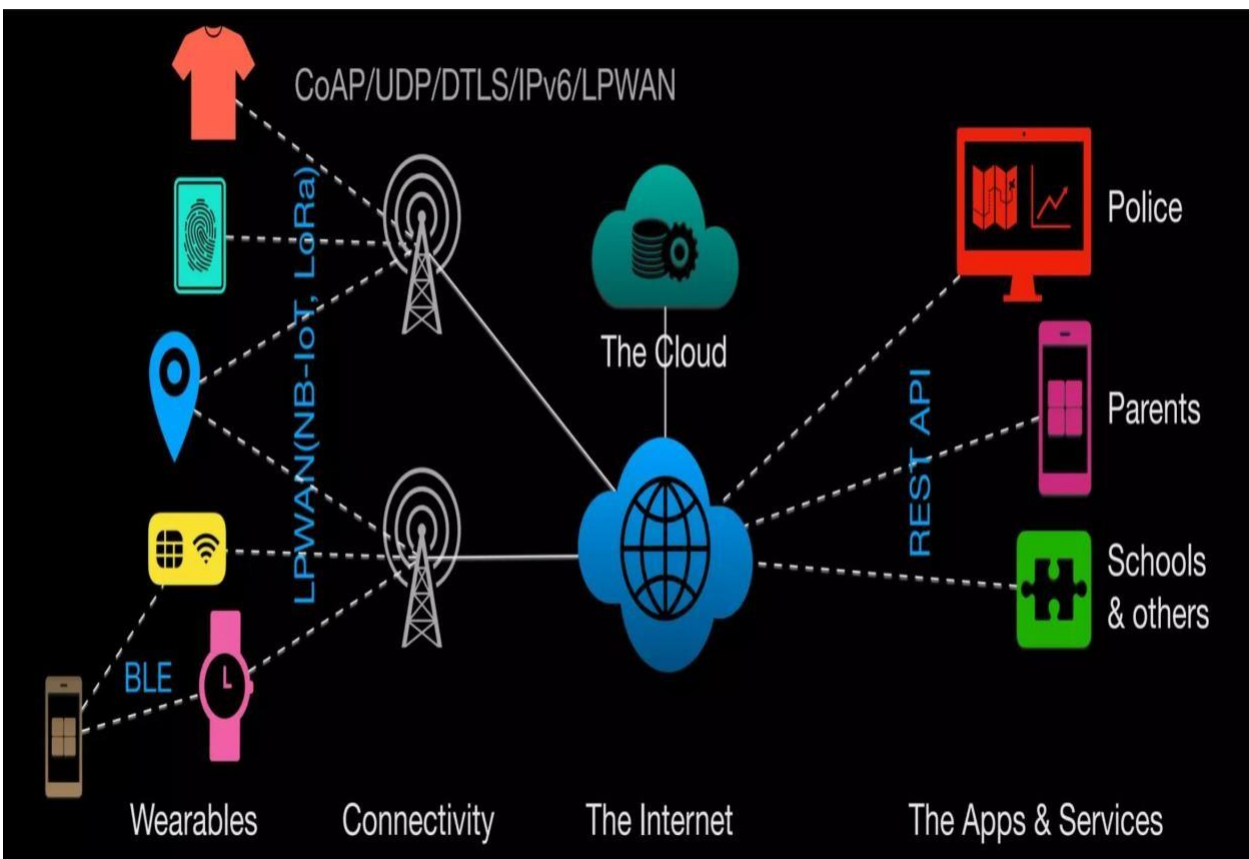 CoAP/UDP/DTLS/IPv6/LPWAN
LPWAN(NB-IoT, LoRa)
The Cloud
Police
Parents
REST API
Schools
& others
BLE
Wearables
Connectivity
The Internet
The Apps & Services